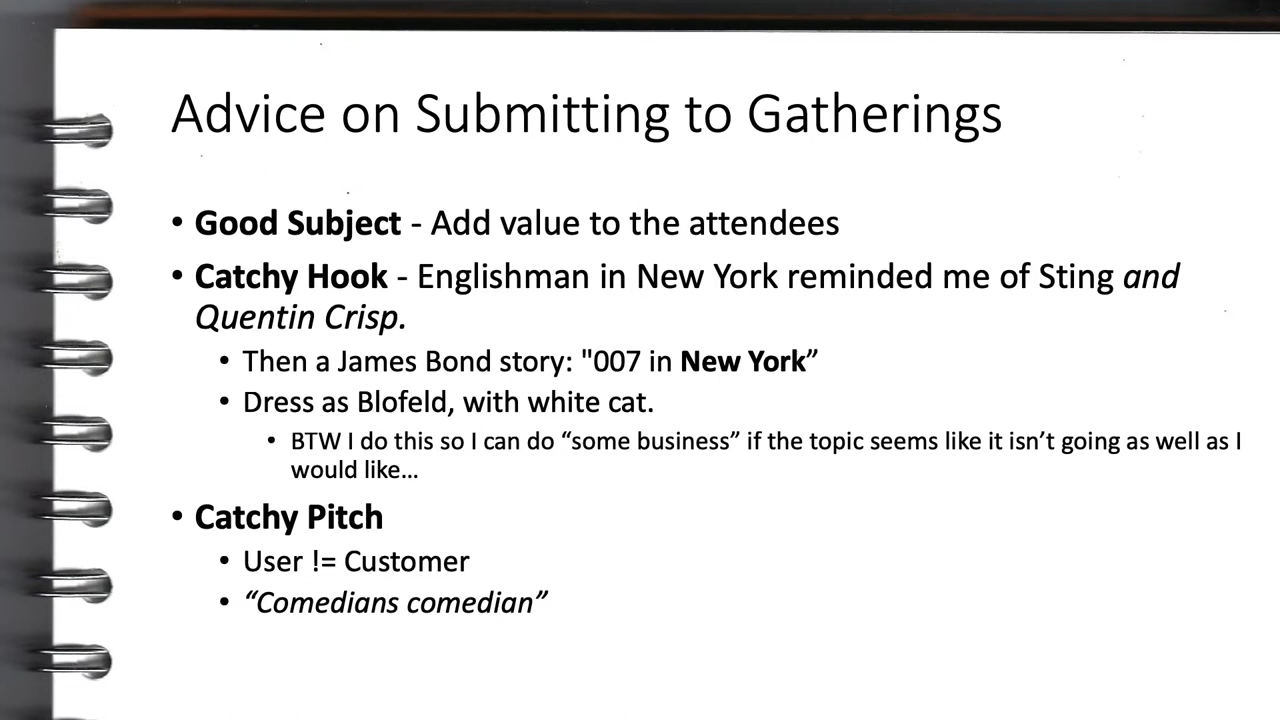 Advice on Submitting to Gatherings
• Good Subject - Add value to the attendees
• Catchy Hook - Englishman in New York reminded me of Sting and
Quentin Crisp.
• Then a James Bond story: "007 in New York”
• Dress as Blofeld, with white cat.
• BTW I do this so I can do “some business” if the topic seems like it isn’t going as well as I
would like…
• Catchy Pitch
• User != Customer
• “Comedians comedian”